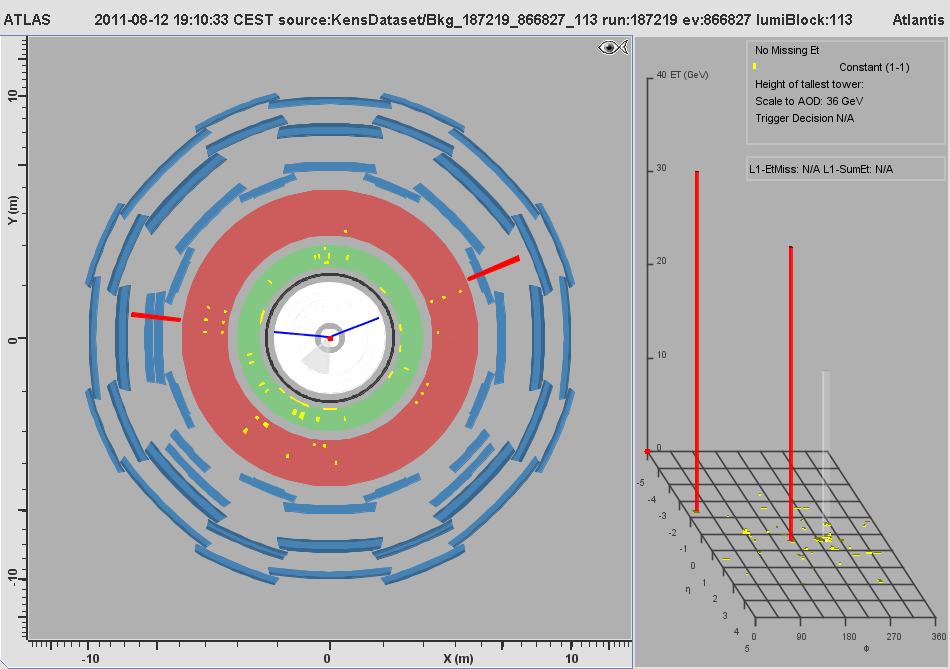 ATLAS 2011-08-12 19:10:33 CEST source:KensDataset/Bkg_187219_866827_113 run:187219 ev:866827 lumiBlock:113 Atlantis
No Missing Et
Constant (1-1)
Height of tallest tower:
Scale to AOD: 36 GeV
Trigger Decision N/A
L1-EtMiss: N/A L1-SumEt: N/A
40 ET (GeV)
30
20
10
0
-5
-4
-3
-2
-1
0
1
2
3
4
5
η
0 90 180 270 360
Φ
10
Y (m)
0
-10
-10 0 X (m) 10